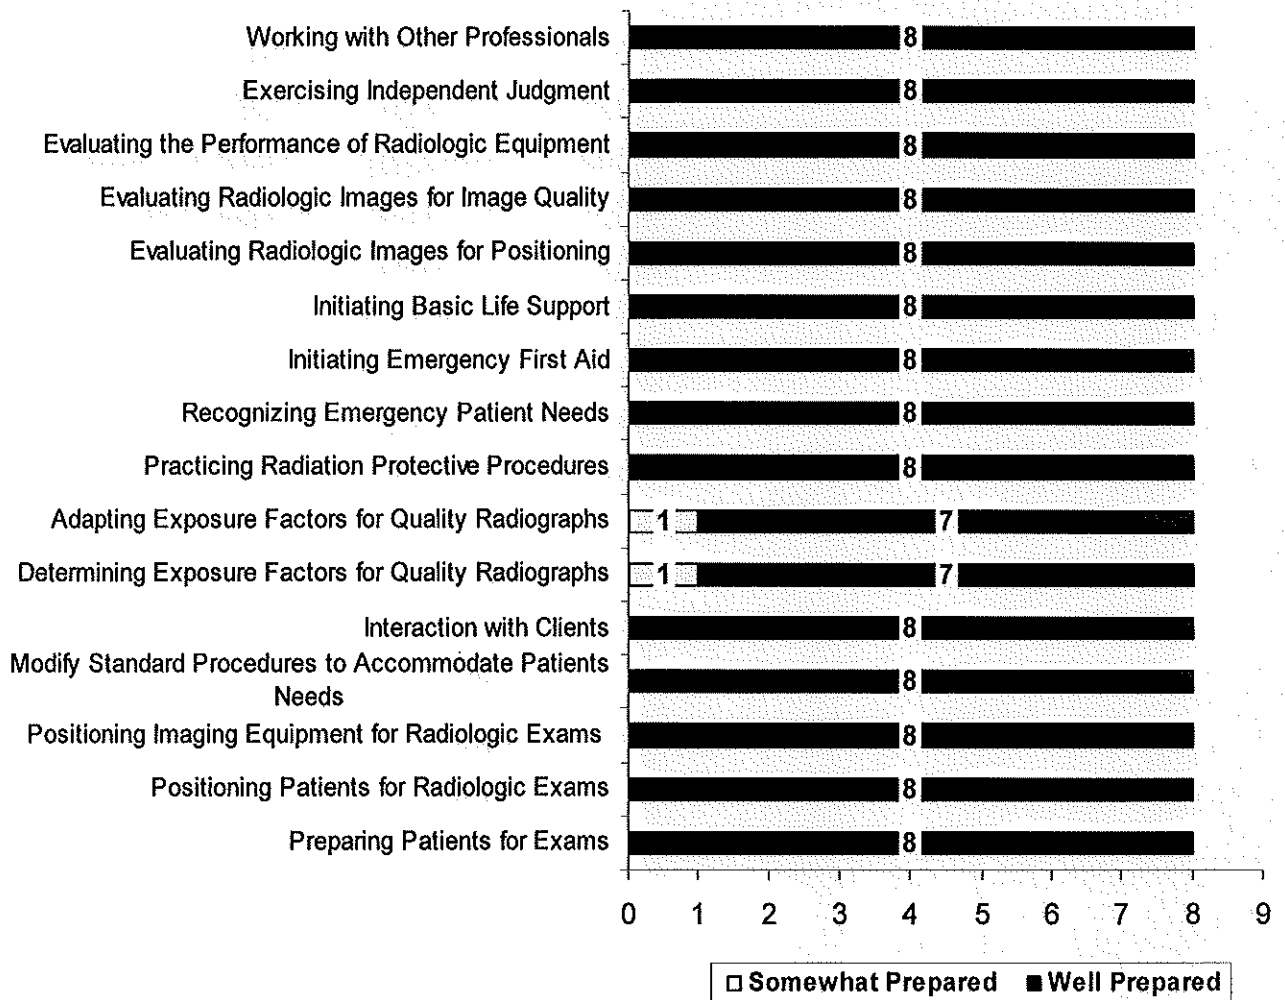 Working with Other Professionals 8
Exercising Independent Judgment 8
Evaluating the Performance of Radiologic Equipment 8
Evaluating Radiologic Images for Image Quality 8
Evaluating Radiologic Images for Positioning 8
Initiating Basic Life Support 8
Initiating Emergency First Aid 8
Recognizing Emergency Patient Needs 8
Practicing Radiation Protective Procedures 8
Adapting Exposure Factors for Quality Radiographs 1 7
Determining Exposure Factors for Quality Radiographs 1 7
Interaction with Clients 8
Modify Standard Procedures to Accommodate Patients
Needs 8
Positioning Imaging Equipment for Radiologic Exams 8
Positioning Patients for Radiologic Exams 8
Preparing Patients for Exams 8
0 1 2 3 4 5 6 7 8 9
Somewhat Prepared Well Prepared